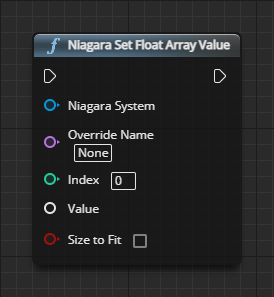 Niagara Set Float Array Value
Niagara System
Override Name
None
Index 0
Value
Size to Fit